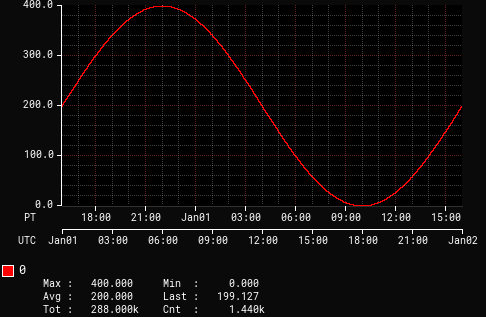 400.0
300.0
200.0
100.0
0.0
PT 18:00 21:00 Jan01 03:00 06:00 09:00 12:00 15:00
UTC Jan01 03:00 06:00 09:00 12:00 15:00 18:00 21:00 Jan02
0
Max : 400.000 Min : 0.000
Avg : 200.000 Last : 199.127
Tot : 288.000k Cnt : 1.440k